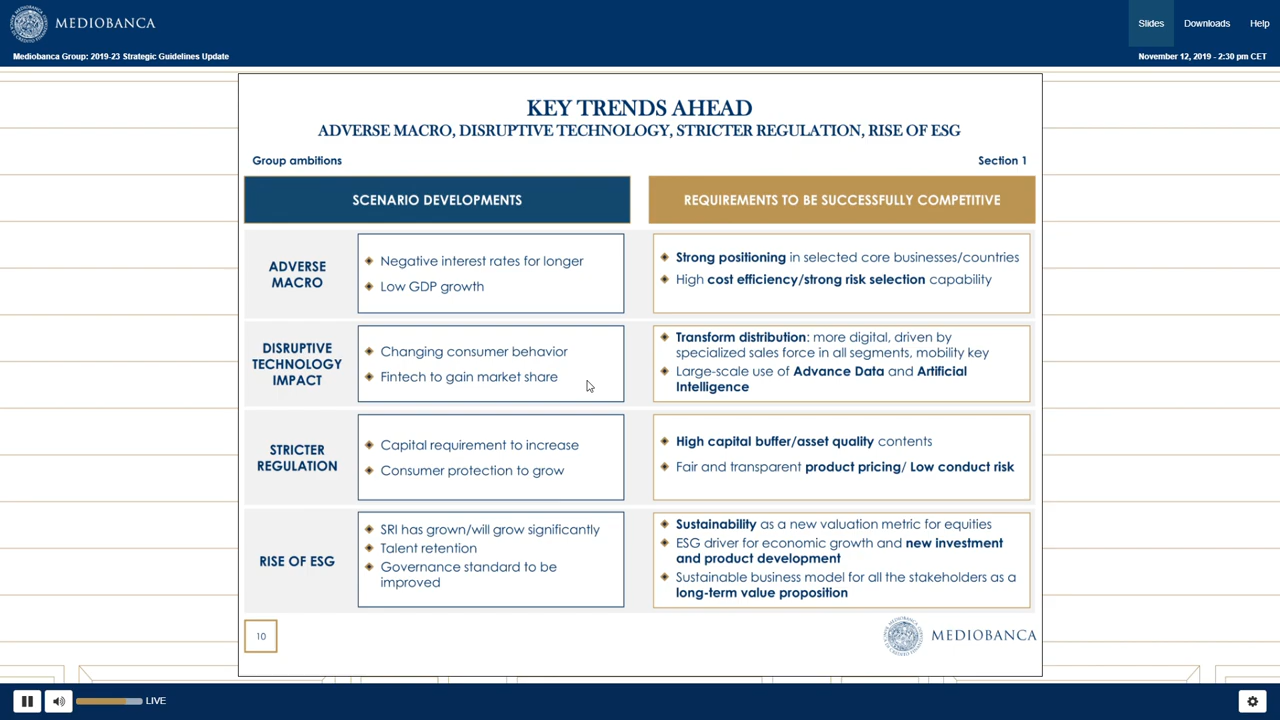 MEDIOBANCA
Slides
Downloads
Help
Mediobanca Group: 2019-23 Strategic Guidelines Update
November 12, 2019 - 2:30 pm CET
KEY TRENDS AHEAD
ADVERSE MACRO, DISRUPTIVE TECHNOLOGY, STRICTER REGULATION, RISE OF ESG
Group ambitions
Section 1
SCENARIO DEVELOPMENTS
REQUIREMENTS TO BE SUCCESSFULLY COMPETITIVE
ADVERSE
MACRO
Negative interest rates for longer
Low GDP growth
Strong positioning in selected core businesses/countries
High cost efficiency/strong risk selection capability
DISRUPTIVE
TECHNOLOGY
IMPACT
Changing consumer behavior
Fintech to gain market share
Transform distribution: more digital, driven by
specialized sales force in all segments, mobility key
Large-scale use of Advance Data and Artificial
Intelligence
STRICTER
REGULATION
Capital requirement to increase
Consumer protection to grow
High capital buffer/asset quality contents
Fair and transparent product pricing/ Low conduct risk
RISE OF ESG
SRI has grown/will grow significantly
Talent retention
Governance standard to be
improved
Sustainability as a new valuation metric for equities
ESG driver for economic growth and new investment
and product development
Sustainable business model for all the stakeholders as a
long-term value proposition
10
MEDIOBANCA
LIVE